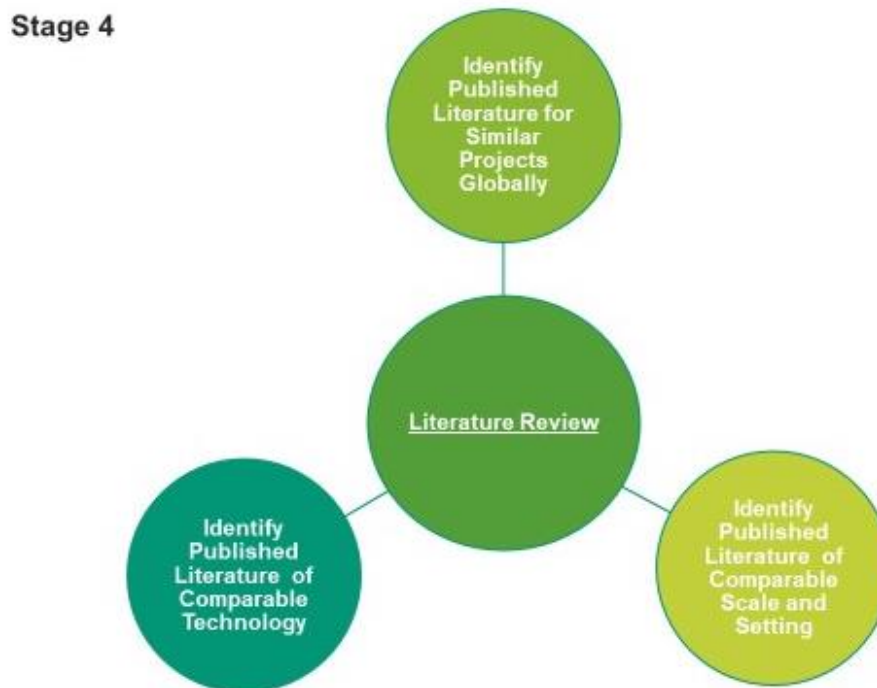 Stage 4
Identify
Published
Literature for
Similar
Projects
Globally
Literature Review
Identify
Published
Literature of
Comparable
Technology
Identify
Published
Literature of
Comparable
Scale and
Setting